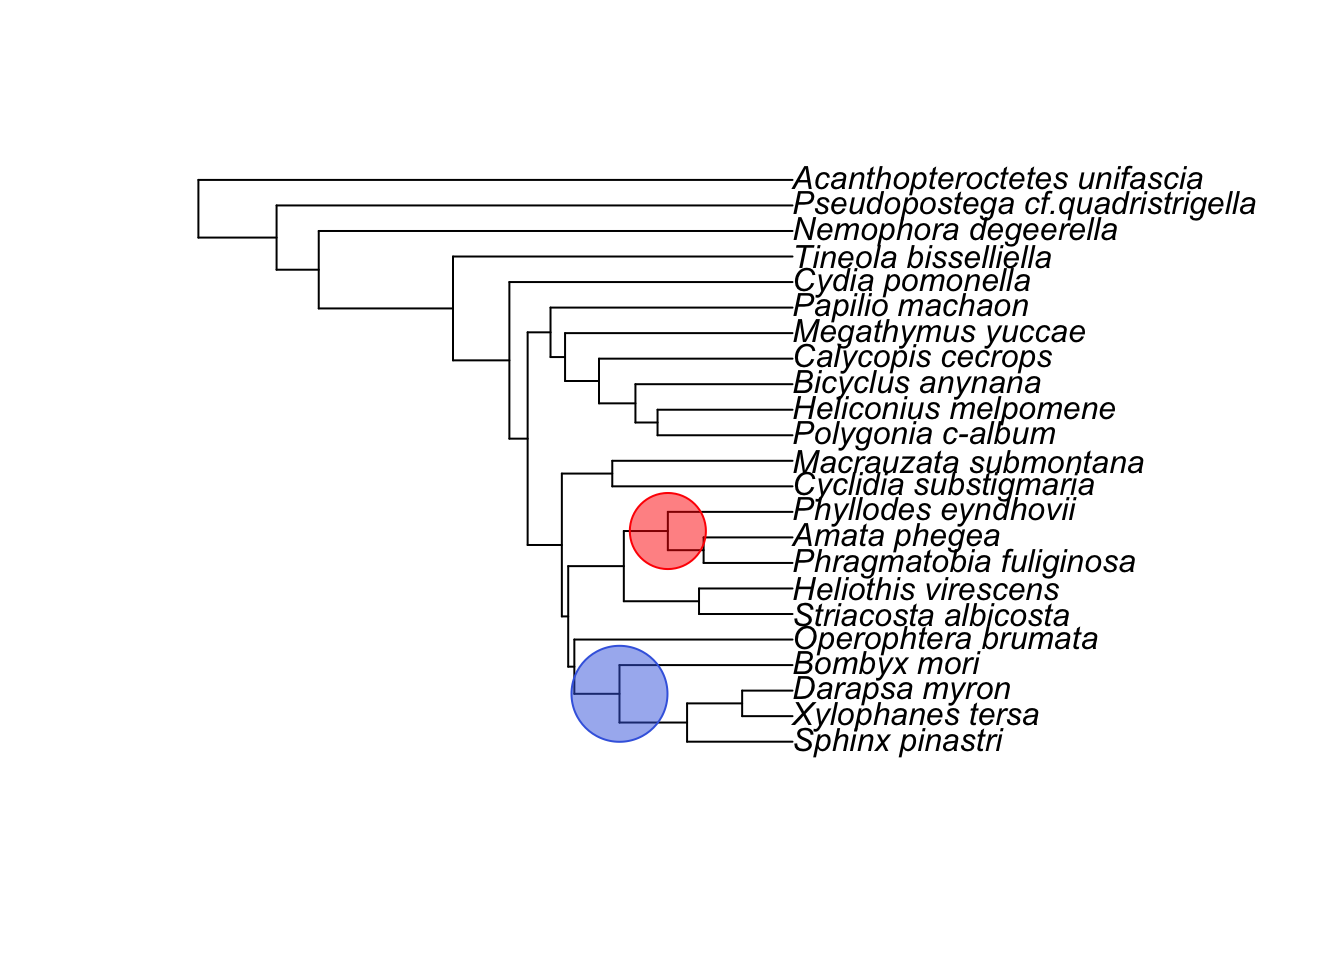 Acanthopteroctetes unifascia
Pseudopostega cf.quadristrigella
Nemophora degeerella
Tineola bisselliella
Cydia pomonella
Papilio machaon
Megathymus yuccae
Calycopis cecrops
Bicyclus anynana
Heliconius melpomene
Polygonia c-album
Macrauzata submontana
Cyclidia substigmaria
Phyllodes eyndhovii
Amata phegea
Phragmatobia fuliginosa
Heliothis virescens
Striacosta albicosta
Operophtera brumata
Bombyx mori
Darapsa myron
Xylophanes tersa
Sphinx pinastri